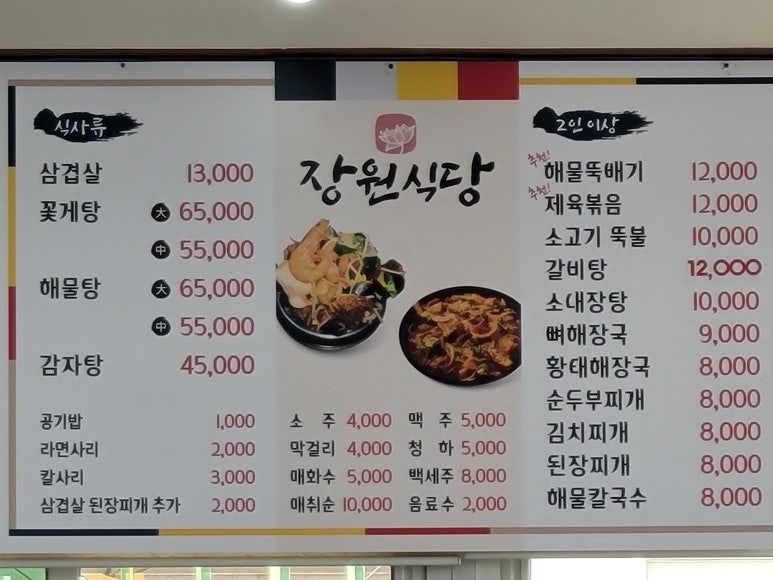 식사류
삼겹살 13,000
꽃게탕 大 65,000
中 55,000
해물탕 大 65,000
中 55,000
감자탕 45,000
공기밥 1,000
라면사리 2,000
칼사리 3,000
삼겹살 된장찌개 추가 2,000
장원식당
소 주 4,000 맥 주 5,000
막걸리 4,000 청 하 5,000
매화수 5,000 백세주 8,000
매취순 10,000 음료수 2,000
2인이상
추천! 해물뚝배기 12,000
추천! 제육볶음 12,000
소고기 뚝불 10,000
갈비탕 12,000
소내장탕 10,000
뼈해장국 9,000
황태해장국 8,000
순두부찌개 8,000
김치찌개 8,000
된장찌개 8,000
해물칼국수 8,000